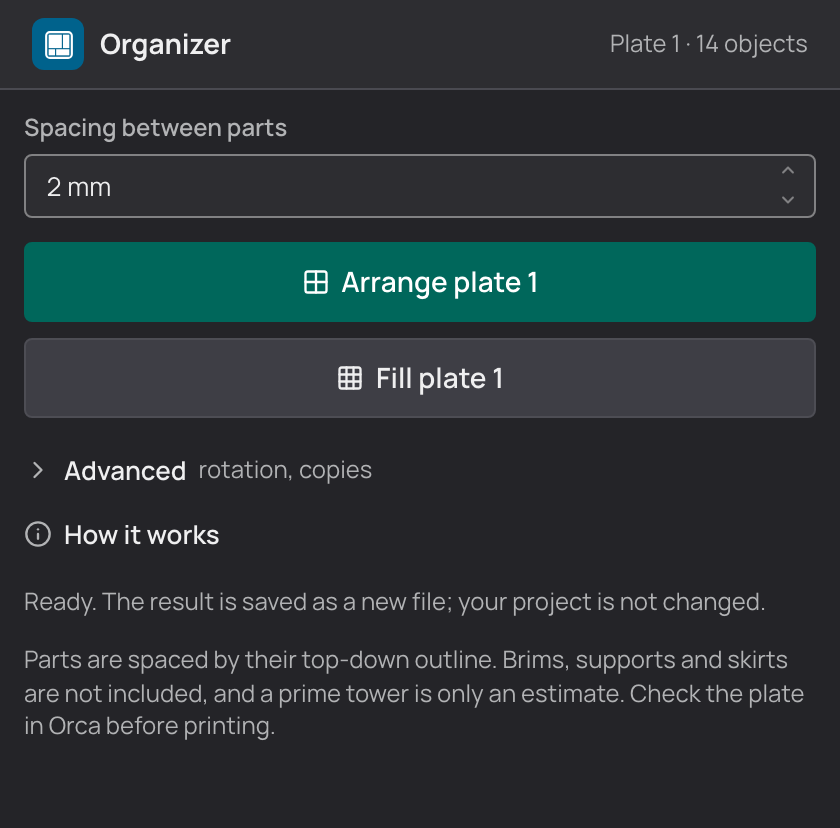 Organizer
Plate 1 · 14 objects
Spacing between parts
2 mm
Arrange plate 1
Fill plate 1
Advanced rotation, copies
How it works
Ready. The result is saved as a new file; your project is not changed.
Parts are spaced by their top-down outline. Brims, supports and skirts
are not included, and a prime tower is only an estimate. Check the plate
in Orca before printing.